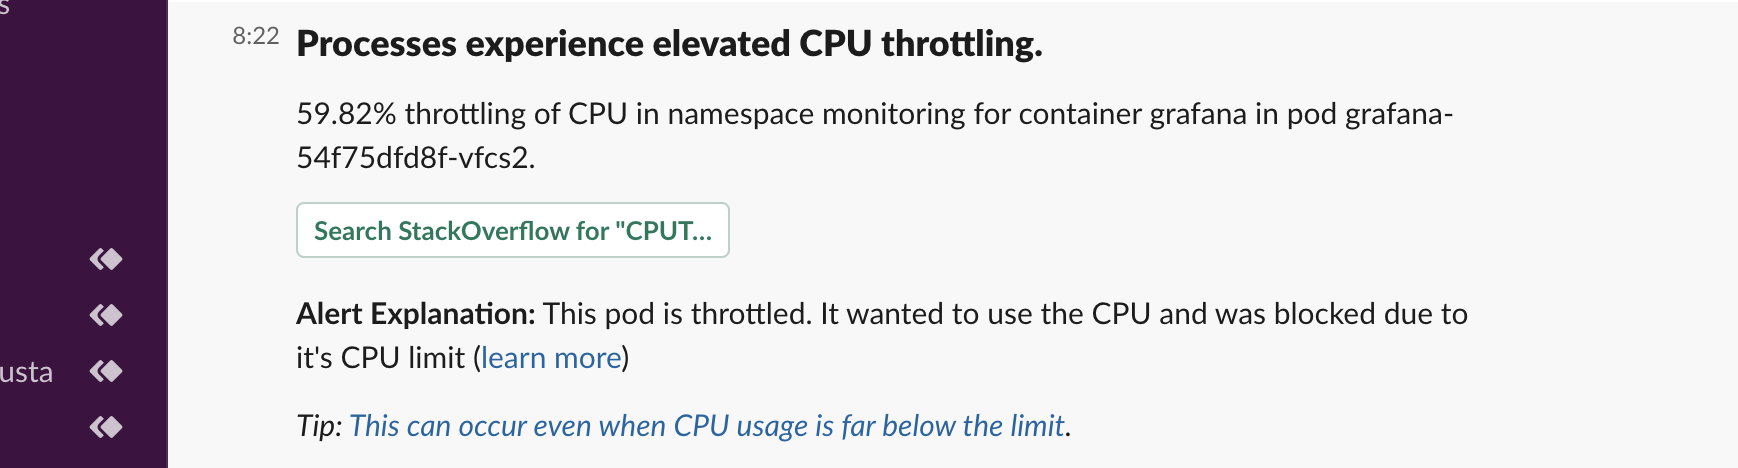 s
8:22 Processes experience elevated CPU throttling.
59.82% throttling of CPU in namespace monitoring for container grafana in pod grafana-
54f75dfd8f-vfcs2.
Search StackOverflow for "CPUT...
Alert Explanation: This pod is throttled. It wanted to use the CPU and was blocked due to
it's CPU limit (learn more)
usta
Tip: This can occur even when CPU usage is far below the limit.